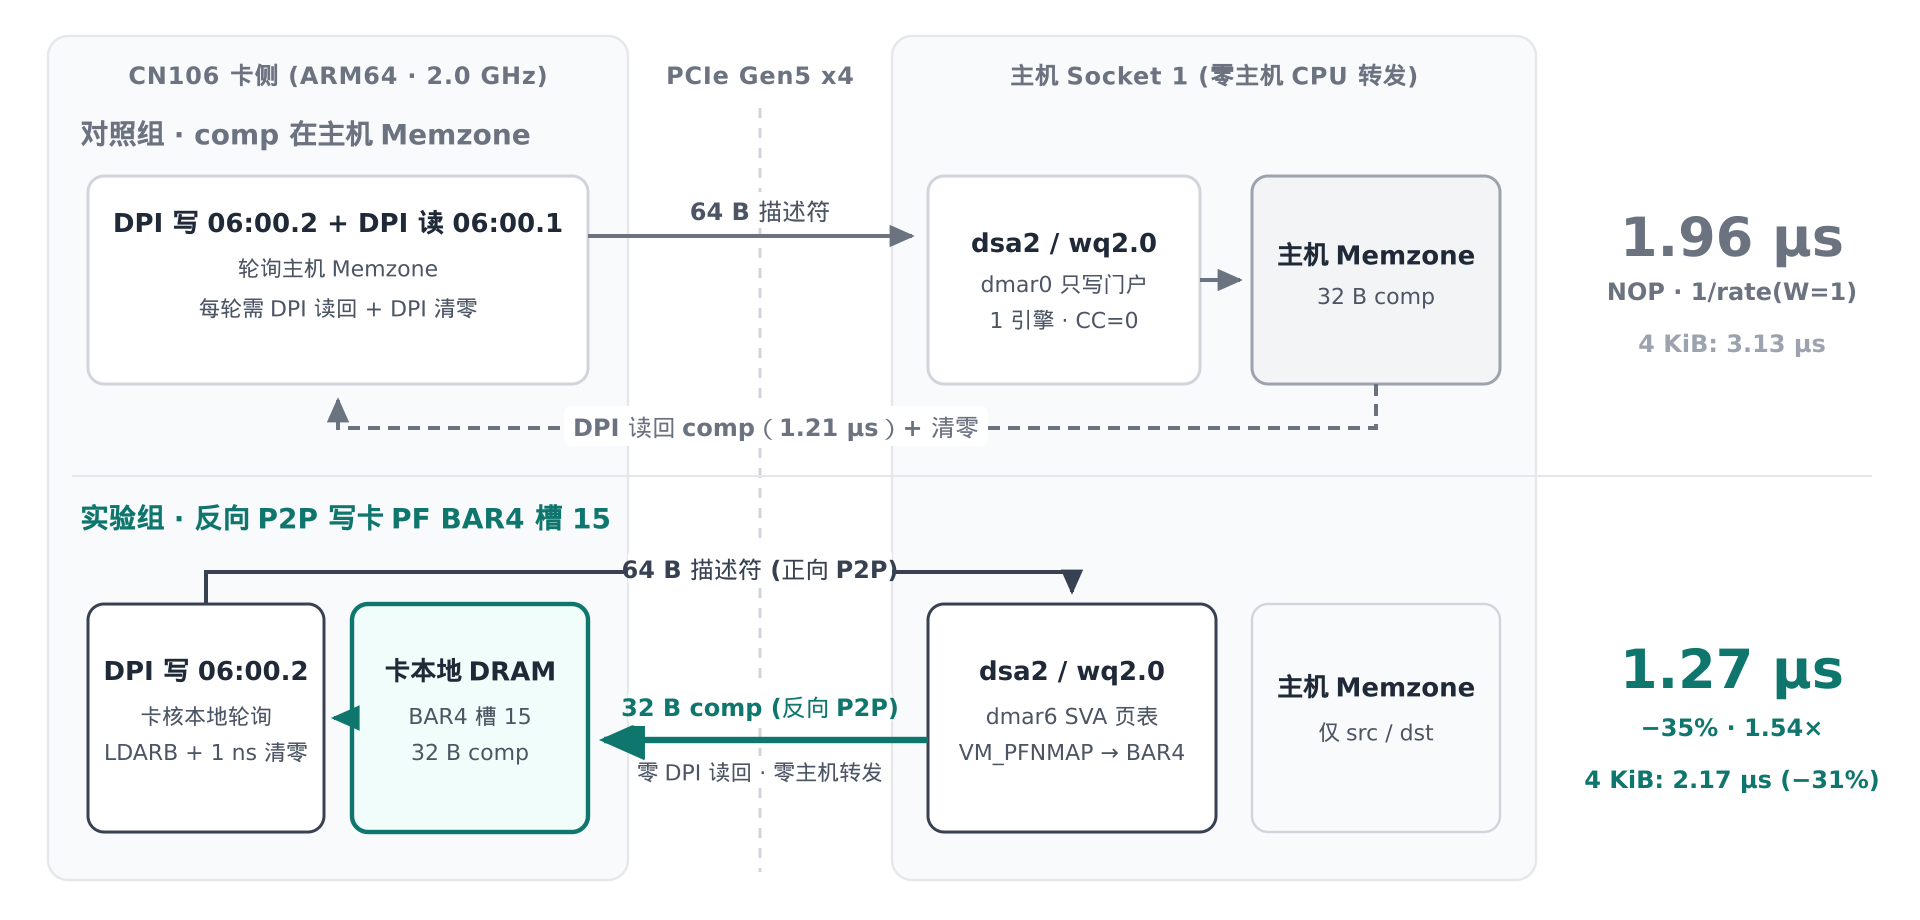 CN106 卡侧 (ARM64 · 2.0 GHz)
PCIe Gen5 x4
主机 Socket 1 (零主机 CPU 转发)
对照组 · comp 在主机 Memzone
DPI 写 06:00.2 + DPI 读 06:00.1
轮询主机 Memzone
每轮需 DPI 读回 + DPI 清零
64 B 描述符
dsa2 / wq2.0
dmar0 只写门户
1 引擎 · CC=0
主机 Memzone
32 B comp
1.96 µs
NOP · 1/rate(W=1)
4 KiB: 3.13 µs
DPI 读回 comp（1.21 µs）+ 清零
实验组 · 反向 P2P 写卡 PF BAR4 槽 15
64 B 描述符 (正向 P2P)
DPI 写 06:00.2
卡核本地轮询
LDARB + 1 ns 清零
卡本地 DRAM
BAR4 槽 15
32 B comp
32 B comp (反向 P2P)
零 DPI 读回 · 零主机转发
dsa2 / wq2.0
dmar6 SVA 页表
VM_PFNMAP → BAR4
主机 Memzone
仅 src / dst
1.27 µs
−35% · 1.54×
4 KiB: 2.17 µs (−31%)